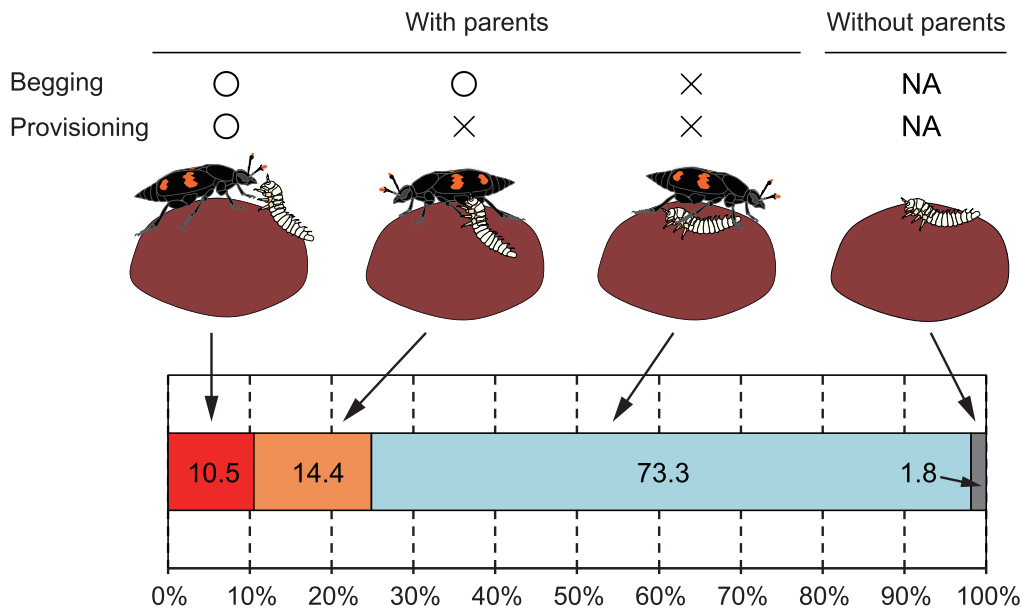 With parents Without parents
Begging NA
Provisioning NA
10.5 14.4 73.3 1.8
0% 10% 20% 30% 40% 50% 60% 70% 80% 90% 100%